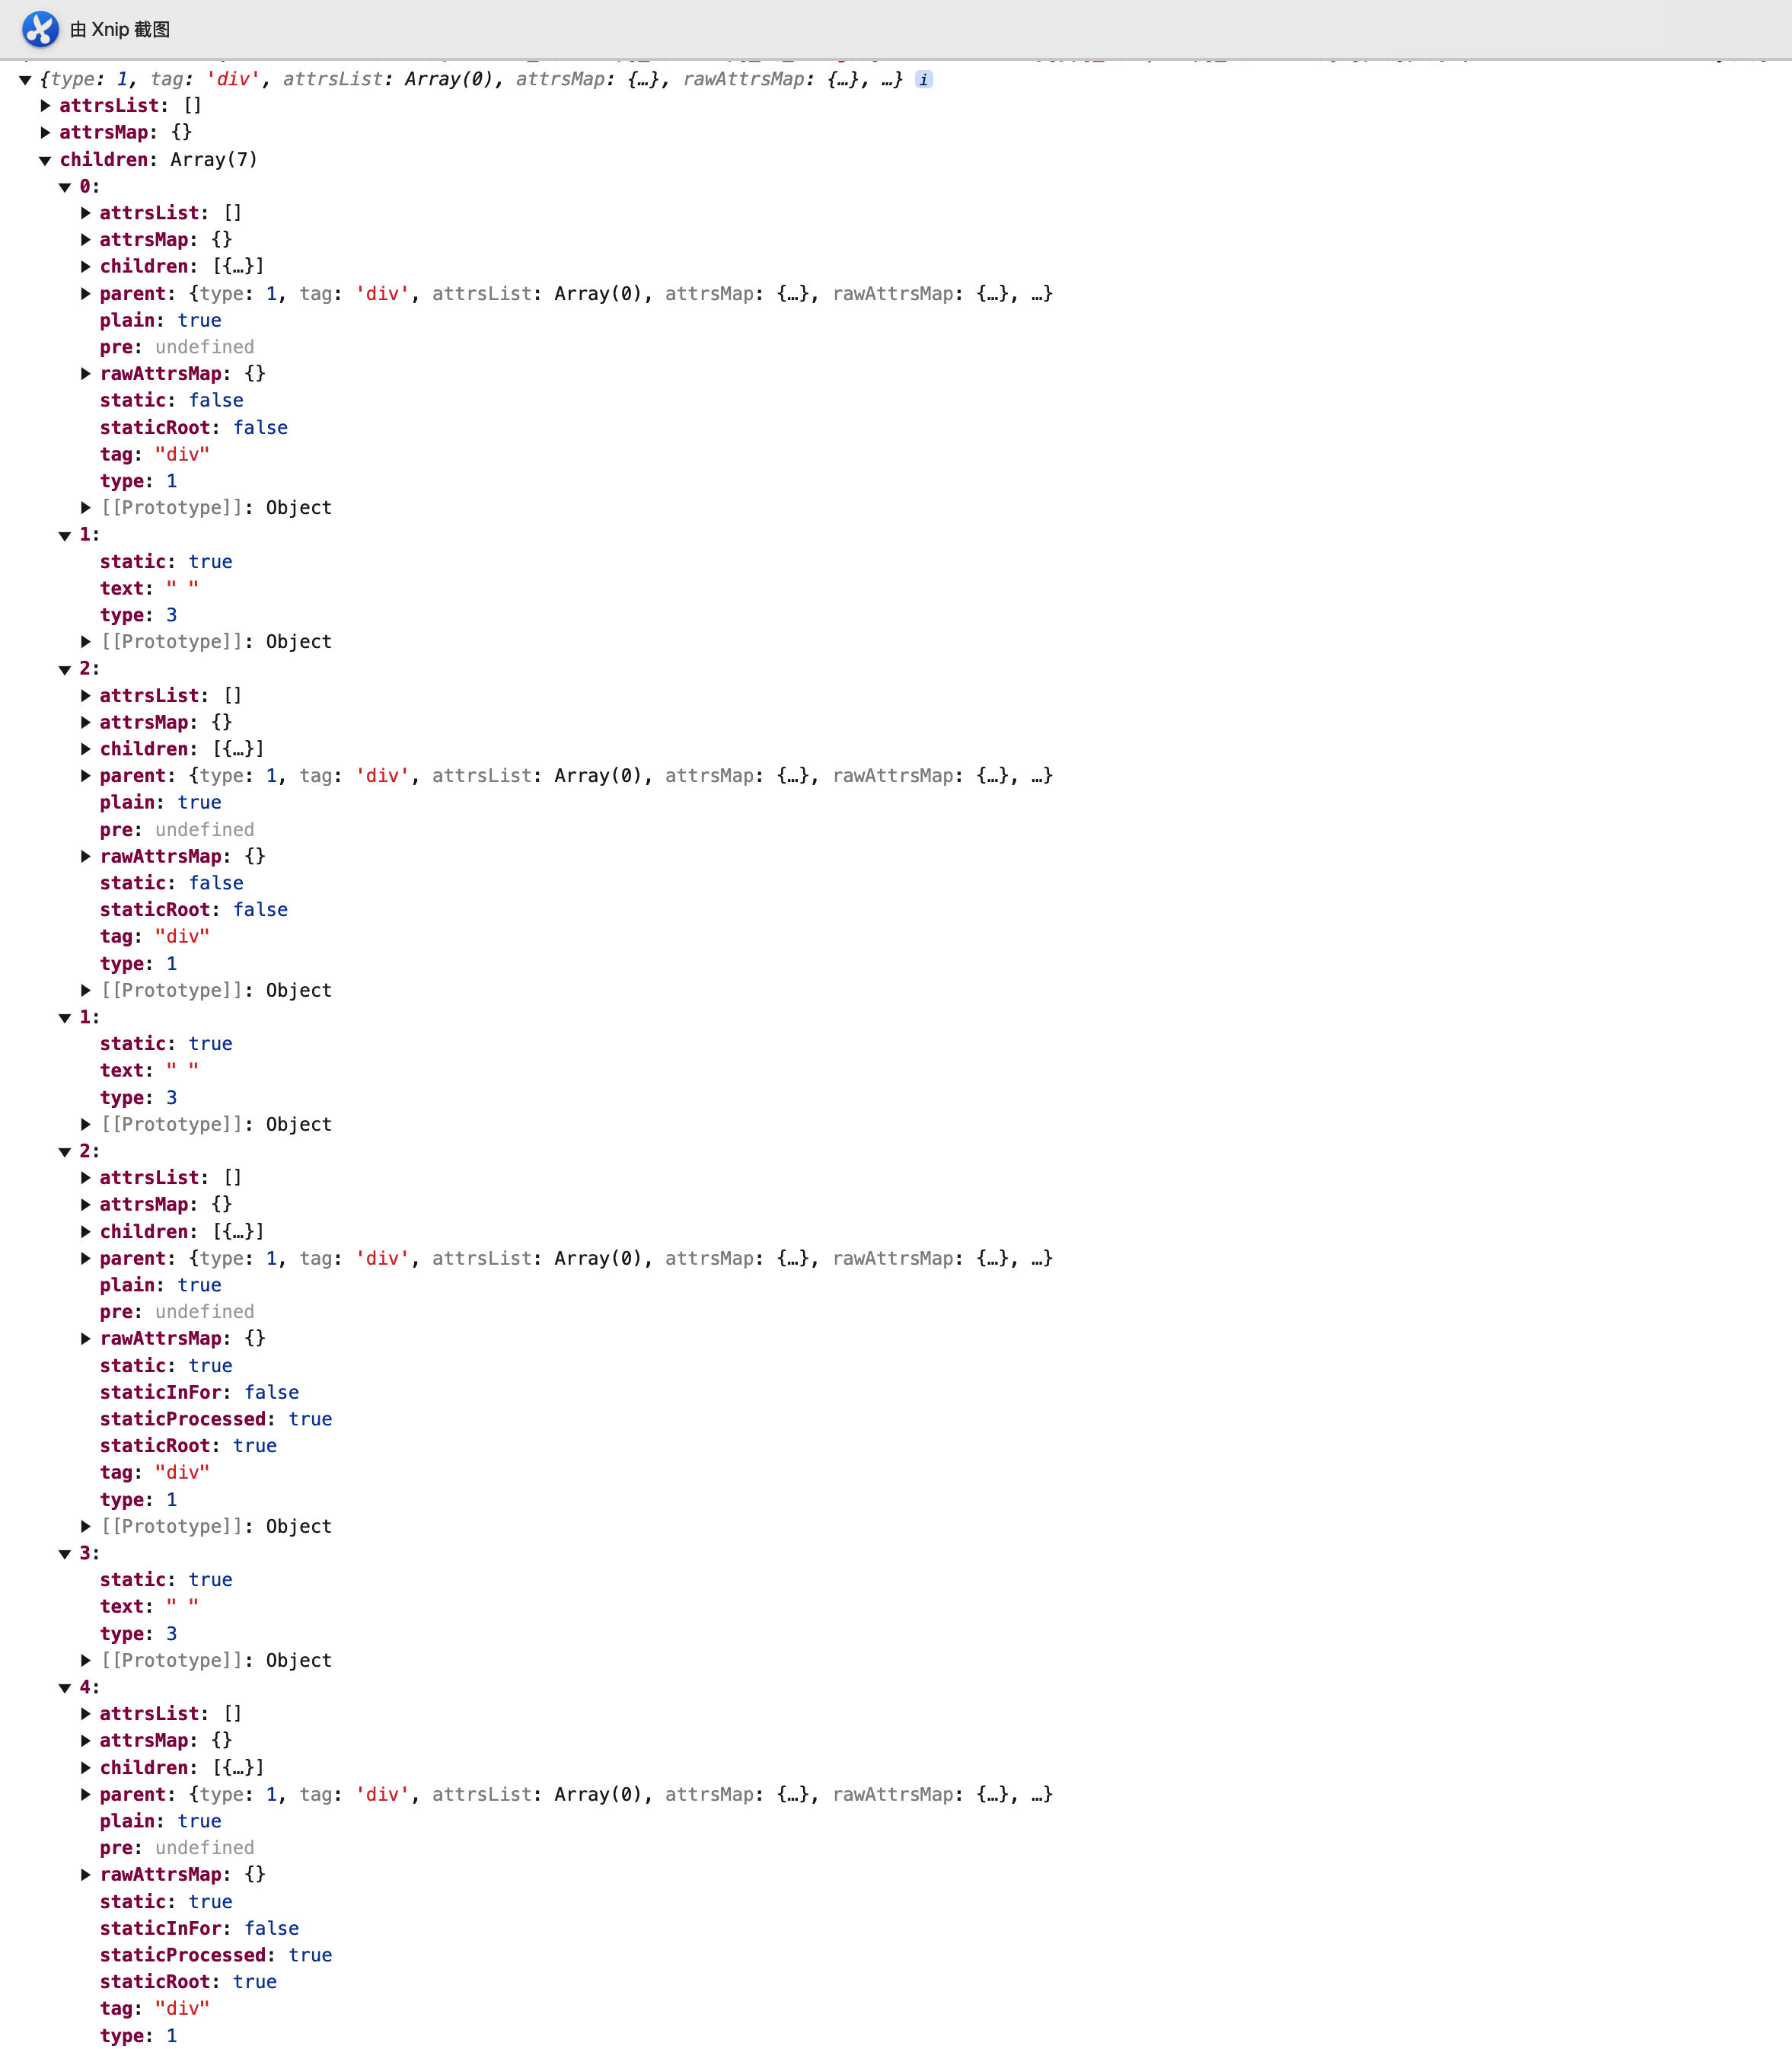 由 Xnip 截图
{type: 1, tag: 'div', attrsList: Array(0), attrsMap: {…}, rawAttrsMap: {…}, …} i
attrsList: []
attrsMap: {}
children: Array(7)
0:
attrsList: []
attrsMap: {}
children: [{…}]
parent: {type: 1, tag: 'div', attrsList: Array(0), attrsMap: {…}, rawAttrsMap: {…}, …}
plain: true
pre: undefined
rawAttrsMap: {}
static: false
staticRoot: false
tag: "div"
type: 1
[[Prototype]]: Object
1:
static: true
text: " "
type: 3
[[Prototype]]: Object
2:
attrsList: []
attrsMap: {}
children: [{…}]
parent: {type: 1, tag: 'div', attrsList: Array(0), attrsMap: {…}, rawAttrsMap: {…}, …}
plain: true
pre: undefined
rawAttrsMap: {}
static: false
staticRoot: false
tag: "div"
type: 1
[[Prototype]]: Object
1:
static: true
text: " "
type: 3
[[Prototype]]: Object
2:
attrsList: []
attrsMap: {}
children: [{…}]
parent: {type: 1, tag: 'div', attrsList: Array(0), attrsMap: {…}, rawAttrsMap: {…}, …}
plain: true
pre: undefined
rawAttrsMap: {}
static: true
staticInFor: false
staticProcessed: true
staticRoot: true
tag: "div"
type: 1
[[Prototype]]: Object
3:
static: true
text: " "
type: 3
[[Prototype]]: Object
4:
attrsList: []
attrsMap: {}
children: [{…}]
parent: {type: 1, tag: 'div', attrsList: Array(0), attrsMap: {…}, rawAttrsMap: {…}, …}
plain: true
pre: undefined
rawAttrsMap: {}
static: true
staticInFor: false
staticProcessed: true
staticRoot: true
tag: "div"
type: 1